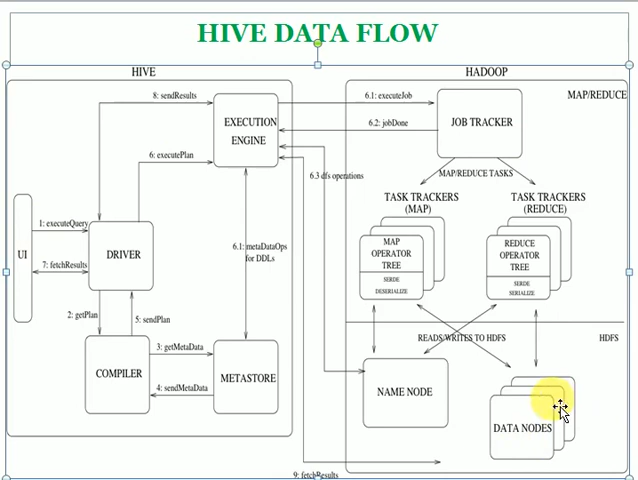 HIVE DATA FLOW
HIVE
HADOOP
8: sendResults
EXECUTION
ENGINE
6.1: executeJob
6.2: jobDone
JOB TRACKER
MAP/REDUCE
6: executePlan
6.3 dfs operations
MAP/REDUCE TASKS
TASK TRACKERS
(MAP)
TASK TRACKERS
(REDUCE)
UI
1: executeQuery
7: fetchResults
DRIVER
6.1: metaDataOps
for DDLs
MAP
OPERATOR
TREE
SERDE
DESERIALIZE
REDUCE
OPERATOR
TREE
SERDE
SERIALIZE
2: getPlan
5: sendPlan
READS/WRITES TO HDFS
HDFS
COMPILER
3: getMetaData
4: sendMetaData
METASTORE
NAME NODE
DATA NODES
9: fetchResults